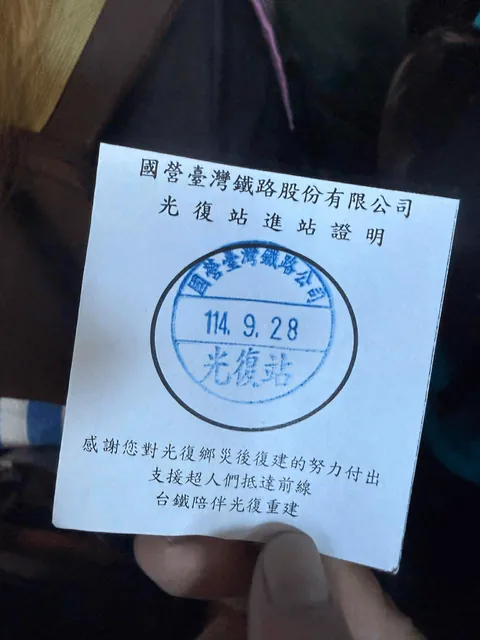 國營臺灣鐵路股份有限公司
光復站進站證明
國營臺灣鐵路公司
114. 9. 28
光復站
感謝您對光復鄉災後復建的努力付出
支援超人們抵達前線
台鐵陪伴光復重建